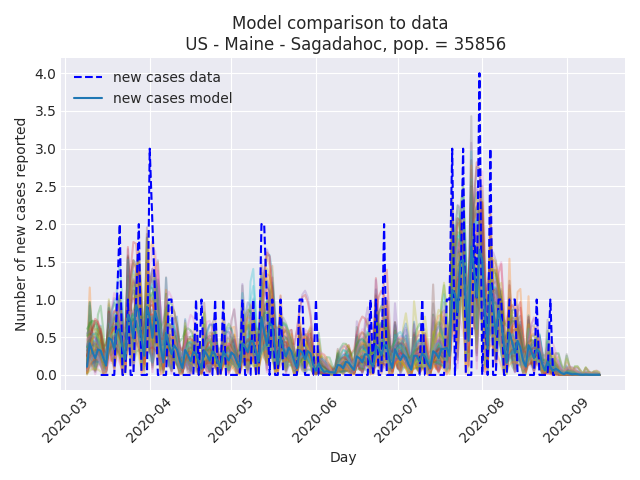 Model comparison to data
US - Maine - Sagadahoc, pop. = 35856
new cases data
new cases model
Number of new cases reported
4.0
3.5
3.0
2.5
2.0
1.5
1.0
0.5
0.0
2020-03
2020-04
2020-05
2020-06
2020-07
2020-08
2020-09
Day